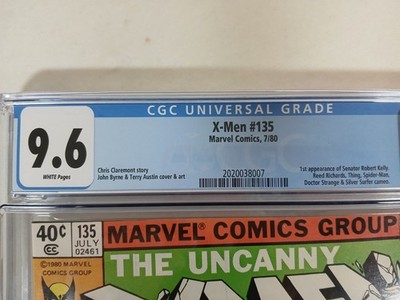 CGC UNIVERSAL GRADE
9.6
WHITE Pages
X-Men #135
Marvel Comics, 7/80
Chris Claremont story
John Byrne & Terry Austin cover & art
2020038007
1st appearance of Senator Robert Kelly.
Reed Richards, Thing, Spider-Man,
Doctor Strange & Silver Surfer cameo.
40¢
CC
135
JULY
02461
©1980 MARVEL
MARVEL COMICS GROUP
THE UNCANNY